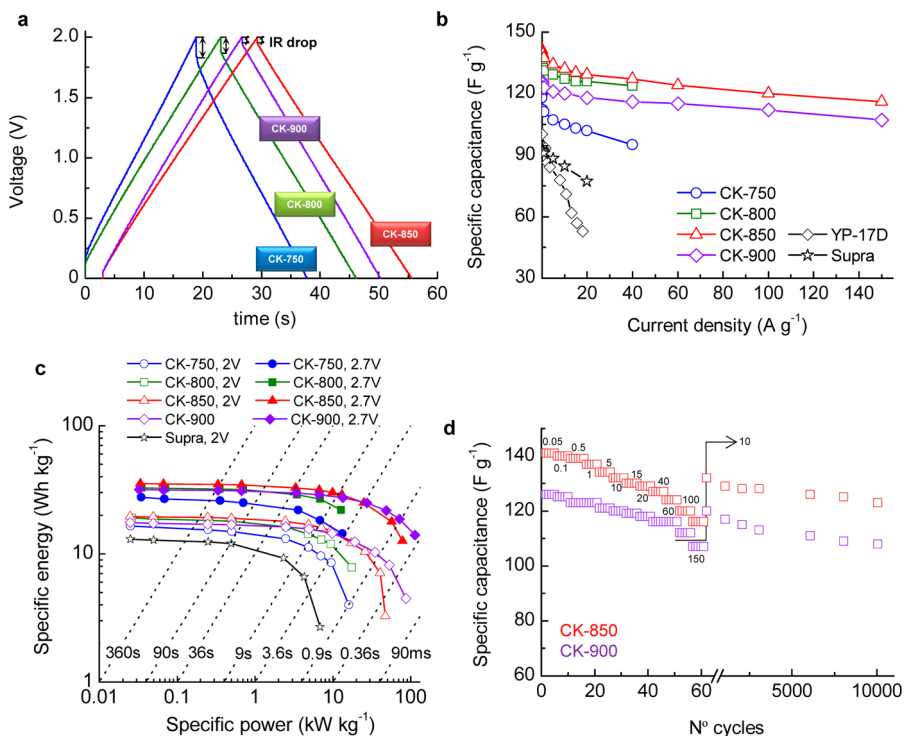 a
2.0
1.5
1.0
0.5
0
Voltage (V)
IR drop
CK-900
CK-800
CK-850
CK-750
0 10 20 30 40 50 60
time (s)
b
150
120
90
60
30
Specific capacitance (F g⁻¹)
CK-750
CK-800
CK-850
CK-900
YP-17D
Supra
0 20 40 60 80 100 120 140
Current density (A g⁻¹)
c
CK-750, 2V
CK-800, 2V
CK-850, 2V
CK-900
Supra, 2V
CK-750, 2.7V
CK-800, 2.7V
CK-850, 2.7V
CK-900, 2.7V
100
10
1
Specific energy (Wh kg⁻¹)
360s 90s 36s 9s 3.6s 0.9s 0.36s 90ms
0.01 0.1 1 10 100
Specific power (kW kg⁻¹)
d
160
140
120
100
80
60
Specific capacitance (F g⁻¹)
0.05
0.1
0.5
1
5
10
15
20
40
60
100
150
10
CK-850
CK-900
0 20 40 60 5000 10000
Nº cycles